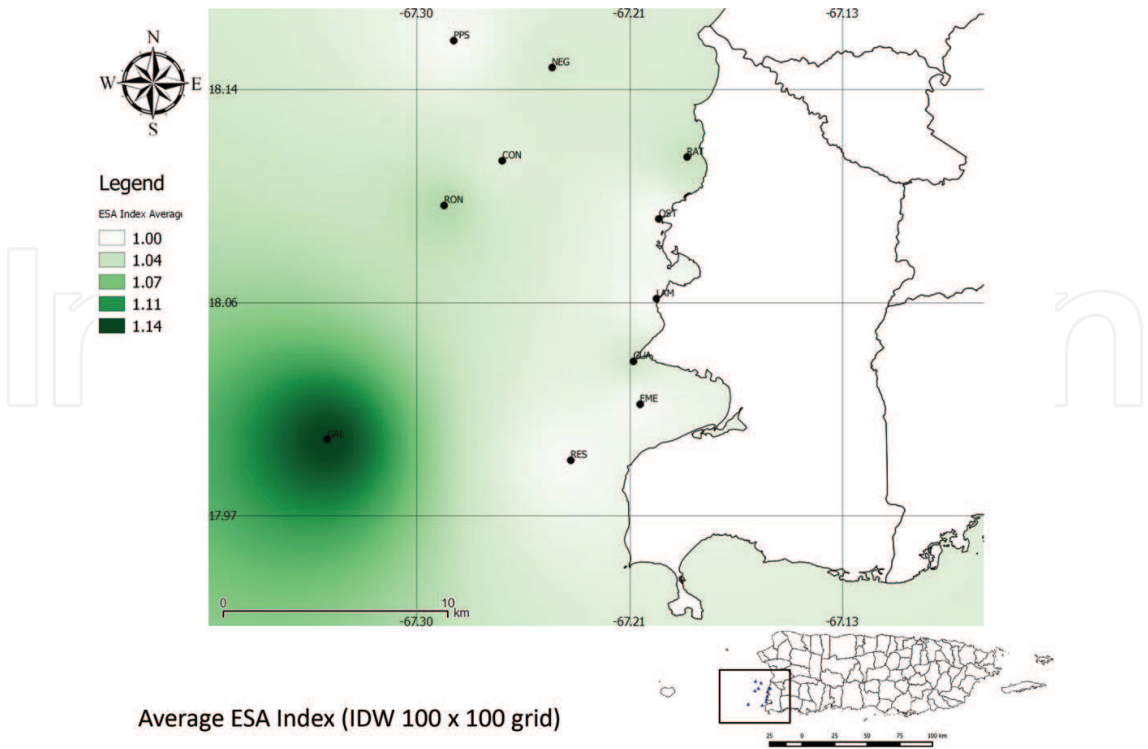 -67.30 -67.21 -67.13
N
W E
S
PPS
NEG
18.14
CON
RAT
Legend
RON
ESA Index Average
OST
1.00
1.04
1.07
1.11
1.14
LAM
18.06
GUA
EME
GAL
RES
17.97
0 10
km
-67.30 -67.21 -67.13
Average ESA Index (IDW 100 x 100 grid)
25 0 25 50 75 100 km